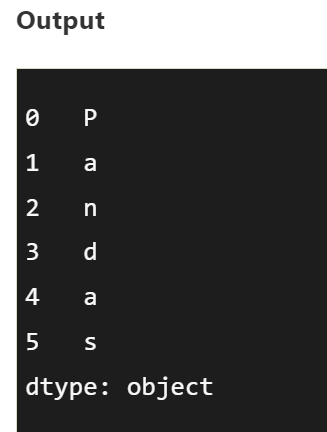 Output
0   P
1   a
2   n
3   d
4   a
5   s
dtype: object